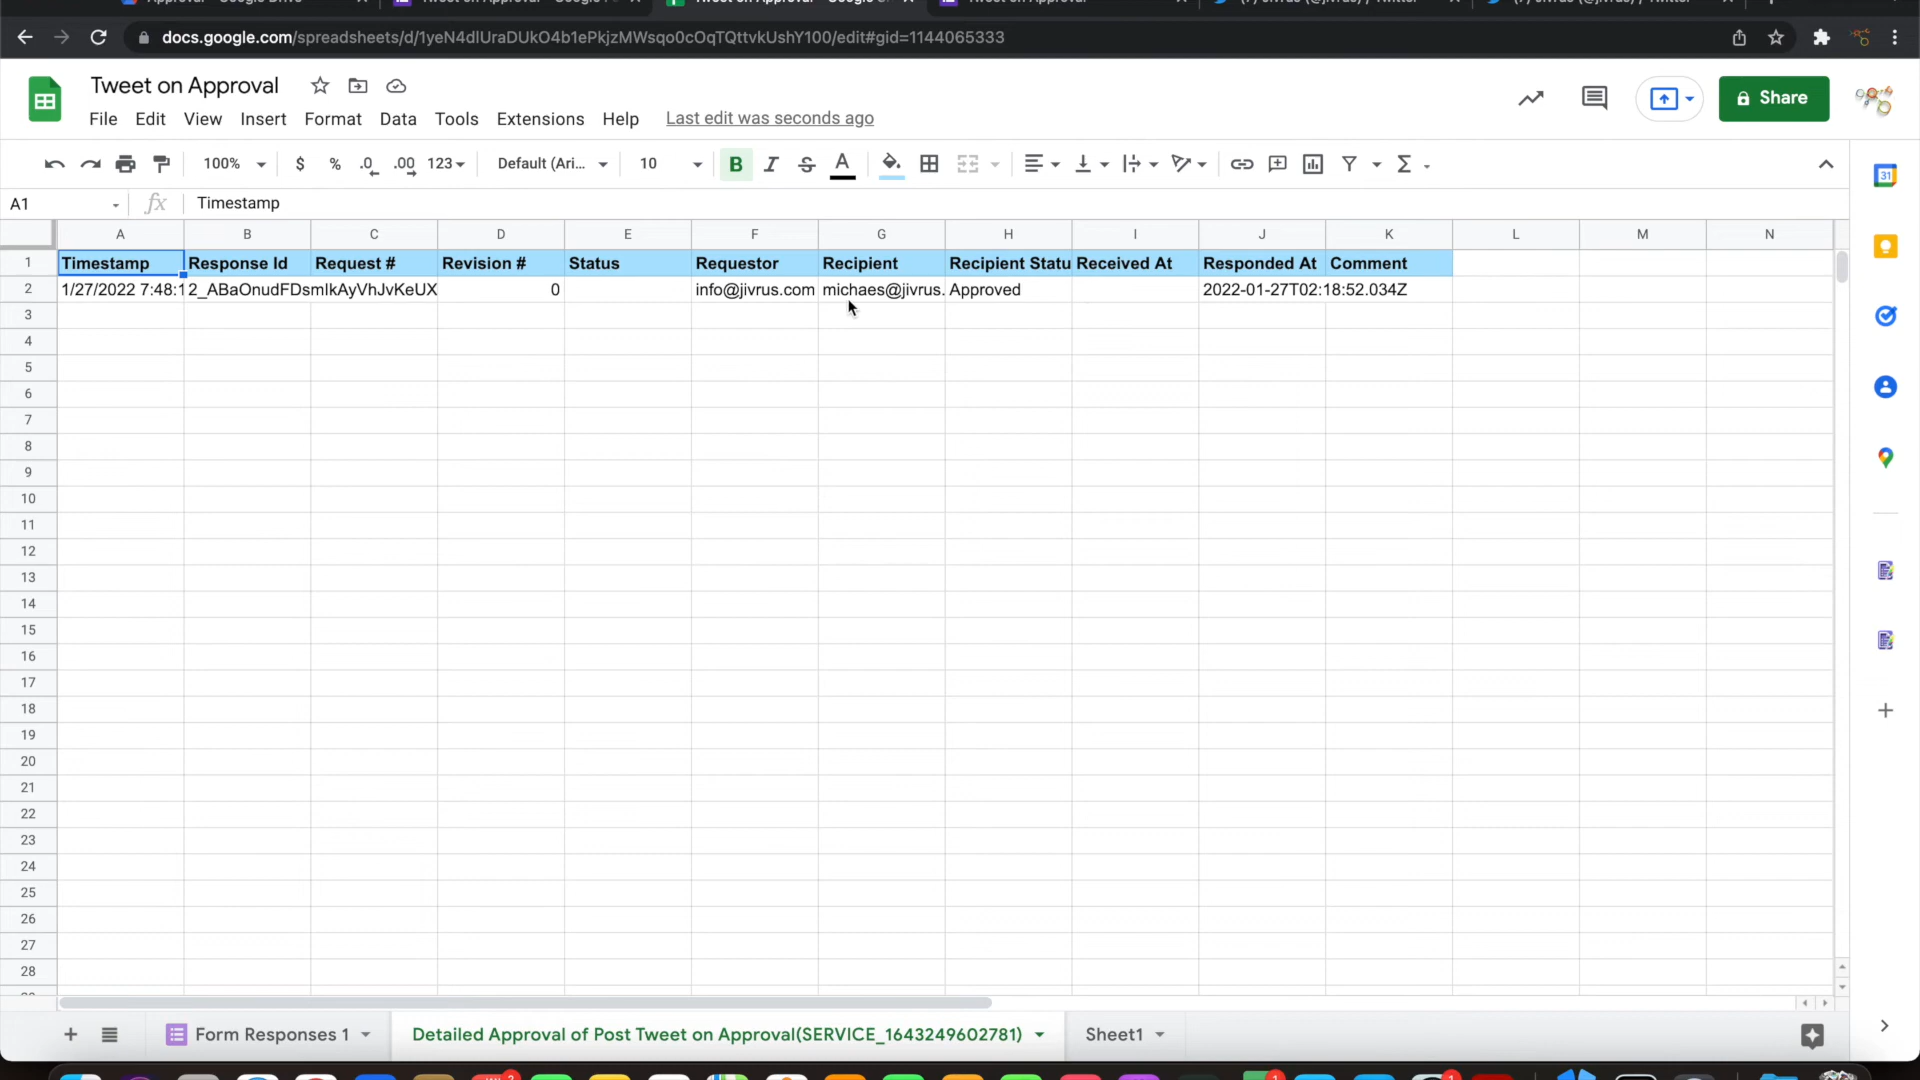 docs.google.com/spreadsheets/d/1yeN4dlUraDUkO4b1ePkjzMWsqo0cOqTQttvkUshY100/edit#gid=1144065333
Tweet on Approval
File Edit View Insert Format Data Tools Extensions Help Last edit was seconds ago
Share
100% $ % .0 .00 123 Default (Ari... 10 B I S A
31
A1 fx Timestamp
A B C D E F G H I J K L M N
1 Timestamp Response Id Request # Revision # Status Requestor Recipient Recipient Statu Received At Responded At Comment
2 1/27/2022 7:48:1 2_ABaOnudFDsmlkAyVhJvKeUX 0 info@jivrus.com michaes@jivrus. Approved 2022-01-27T02:18:52.034Z
3
4
5
6
7
8
9
10
11
12
13
14
15
16
17
18
19
20
21
22
23
24
25
26
27
28
Form Responses 1 Detailed Approval of Post Tweet on Approval(SERVICE_1643249602781) Sheet1